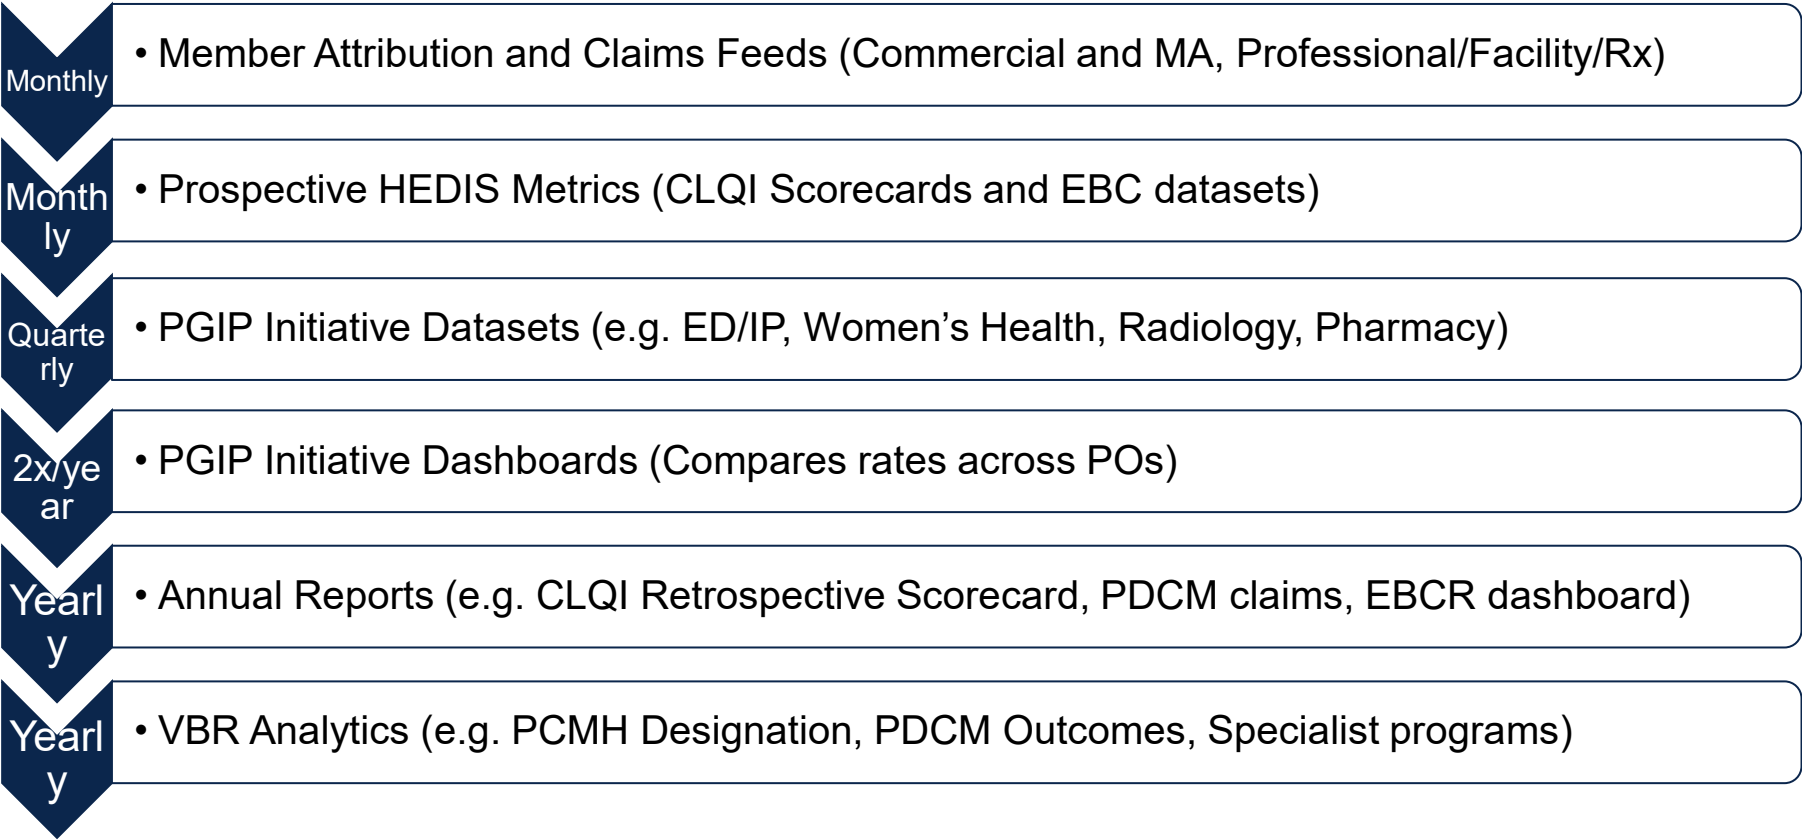 Monthly
• Member Attribution and Claims Feeds (Commercial and MA, Professional/Facility/Rx)
Month
ly
• Prospective HEDIS Metrics (CLQI Scorecards and EBC datasets)
Quarte
rly
• PGIP Initiative Datasets (e.g. ED/IP, Women’s Health, Radiology, Pharmacy)
2x/ye
ar
• PGIP Initiative Dashboards (Compares rates across POs)
Yearl
y
• Annual Reports (e.g. CLQI Retrospective Scorecard, PDCM claims, EBCR dashboard)
Yearl
y
• VBR Analytics (e.g. PCMH Designation, PDCM Outcomes, Specialist programs)